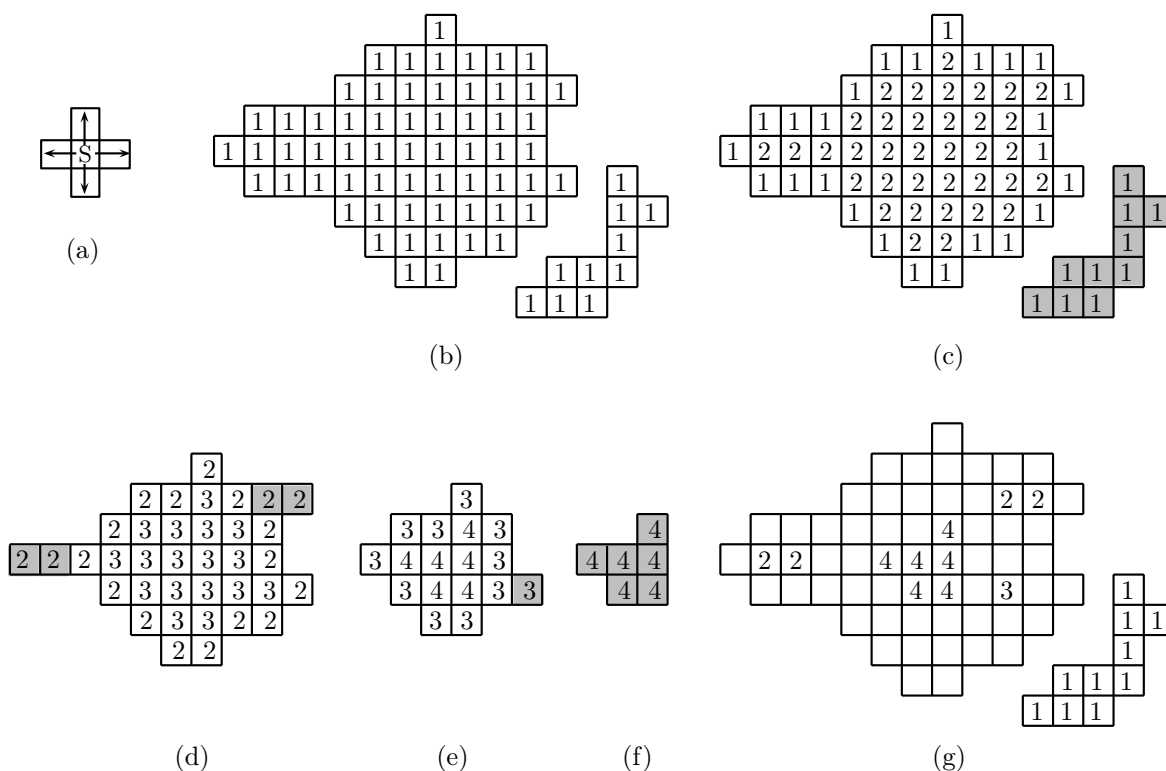 1 1
1 1 1 1 1 1 1 1 2 1 1 1
1 1 1 1 1 1 1 1 1 2 2 2 2 2 2 1
1 1 1 1 1 1 1 1 1 1 1 1 1 2 2 2 2 2 2 1
S 1 1 1 1 1 1 1 1 1 1 1 1 2 2 2 2 2 2 2 2 2 1
1 1 1 1 1 1 1 1 1 1 1 1 1 1 1 2 2 2 2 2 2 2 1 1
1 1 1 1 1 1 1 1 1 1 2 2 2 2 2 1 1 1
(a) 1 1 1 1 1 1 1 2 2 1 1 1
1 1 1 1 1 1 1 1 1 1
1 1 1 1 1 1
(b) (c)
2
2 2 3 2 2 2 3 2 2
2 3 3 3 3 2 3 3 4 3 4 4
2 2 2 3 3 3 3 3 2 3 4 4 4 3 4 4 4 2 2 4 4 4
2 3 3 3 3 3 2 3 4 4 3 3 4 4 4 4 3 1
2 3 3 2 2 3 3 1 1
2 2 1
1 1 1
1 1 1
(d) (e) (f) (g)